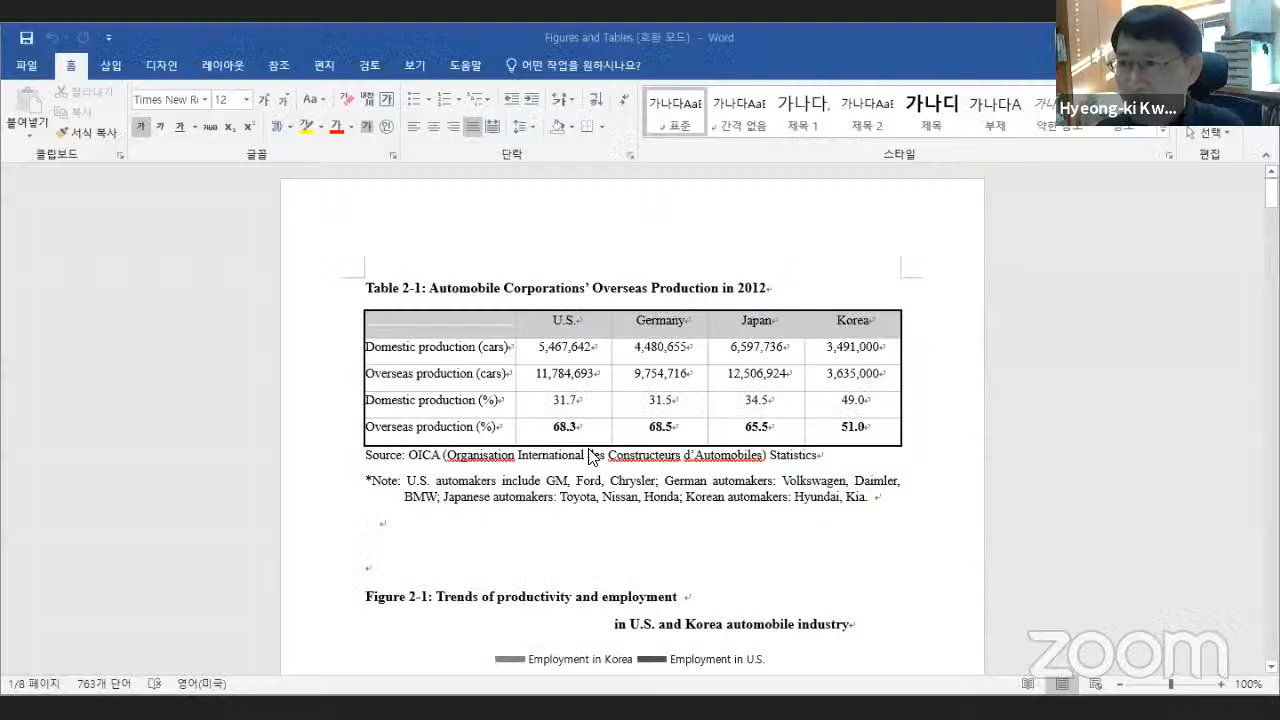 Figures and Tables [호환 모드] - Word
파일 홈 삽입 디자인 레이아웃 참조 편지 검토 보기 도움말 어떤 작업을 원하시나요?
Hyeong-ki Kw...
붙여넣기
잘라내기
복사
서식 복사
클립보드
Times New R 12
Aa
가
글꼴
단락
가나다AaB 가나다AaB 가나다, 가나다AaB 가나디 가나다A
표준 간격 없음 제목 1 제목 2 제목 부제
스타일
선택
편집
Table 2-1: Automobile Corporations' Overseas Production in 2012
U.S. Germany Japan Korea
Domestic production (cars) 5,467,642 4,480,655 6,597,736 3,491,000
Overseas production (cars) 11,784,693 9,754,716 12,506,924 3,635,000
Domestic production (%) 31.7 31.5 34.5 49.0
Overseas production (%) 68.3 68.5 65.5 51.0
Source: OICA (Organisation International des Constructeurs d'Automobiles) Statistics
*Note: U.S. automakers include GM, Ford, Chrysler; German automakers: Volkswagen, Daimler,
BMW; Japanese automakers: Toyota, Nissan, Honda; Korean automakers: Hyundai, Kia.
Figure 2-1: Trends of productivity and employment
in U.S. and Korea automobile industry
Employment in Korea Employment in U.S.
zoom
1/8 페이지 763개 단어 영어(미국)
100%